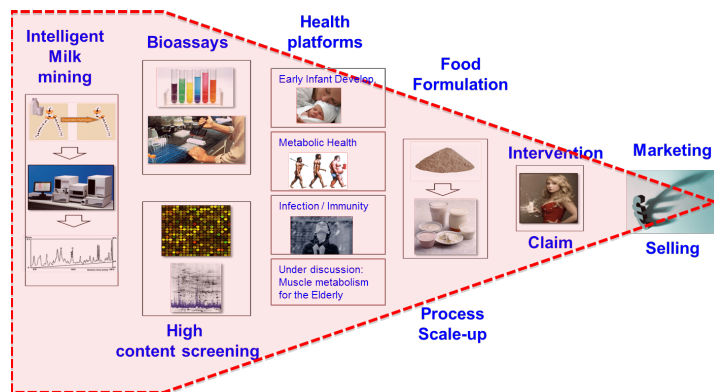 Intelligent
Milk
mining
Bioassays
High
content screening
Health
platforms
Early Infant Develop.
Metabolic Health
Infection / Immunity
Under discussion:
Muscle metabolism
for the Elderly
Food
Formulation
Process
Scale-up
Intervention
Claim
Marketing
Selling